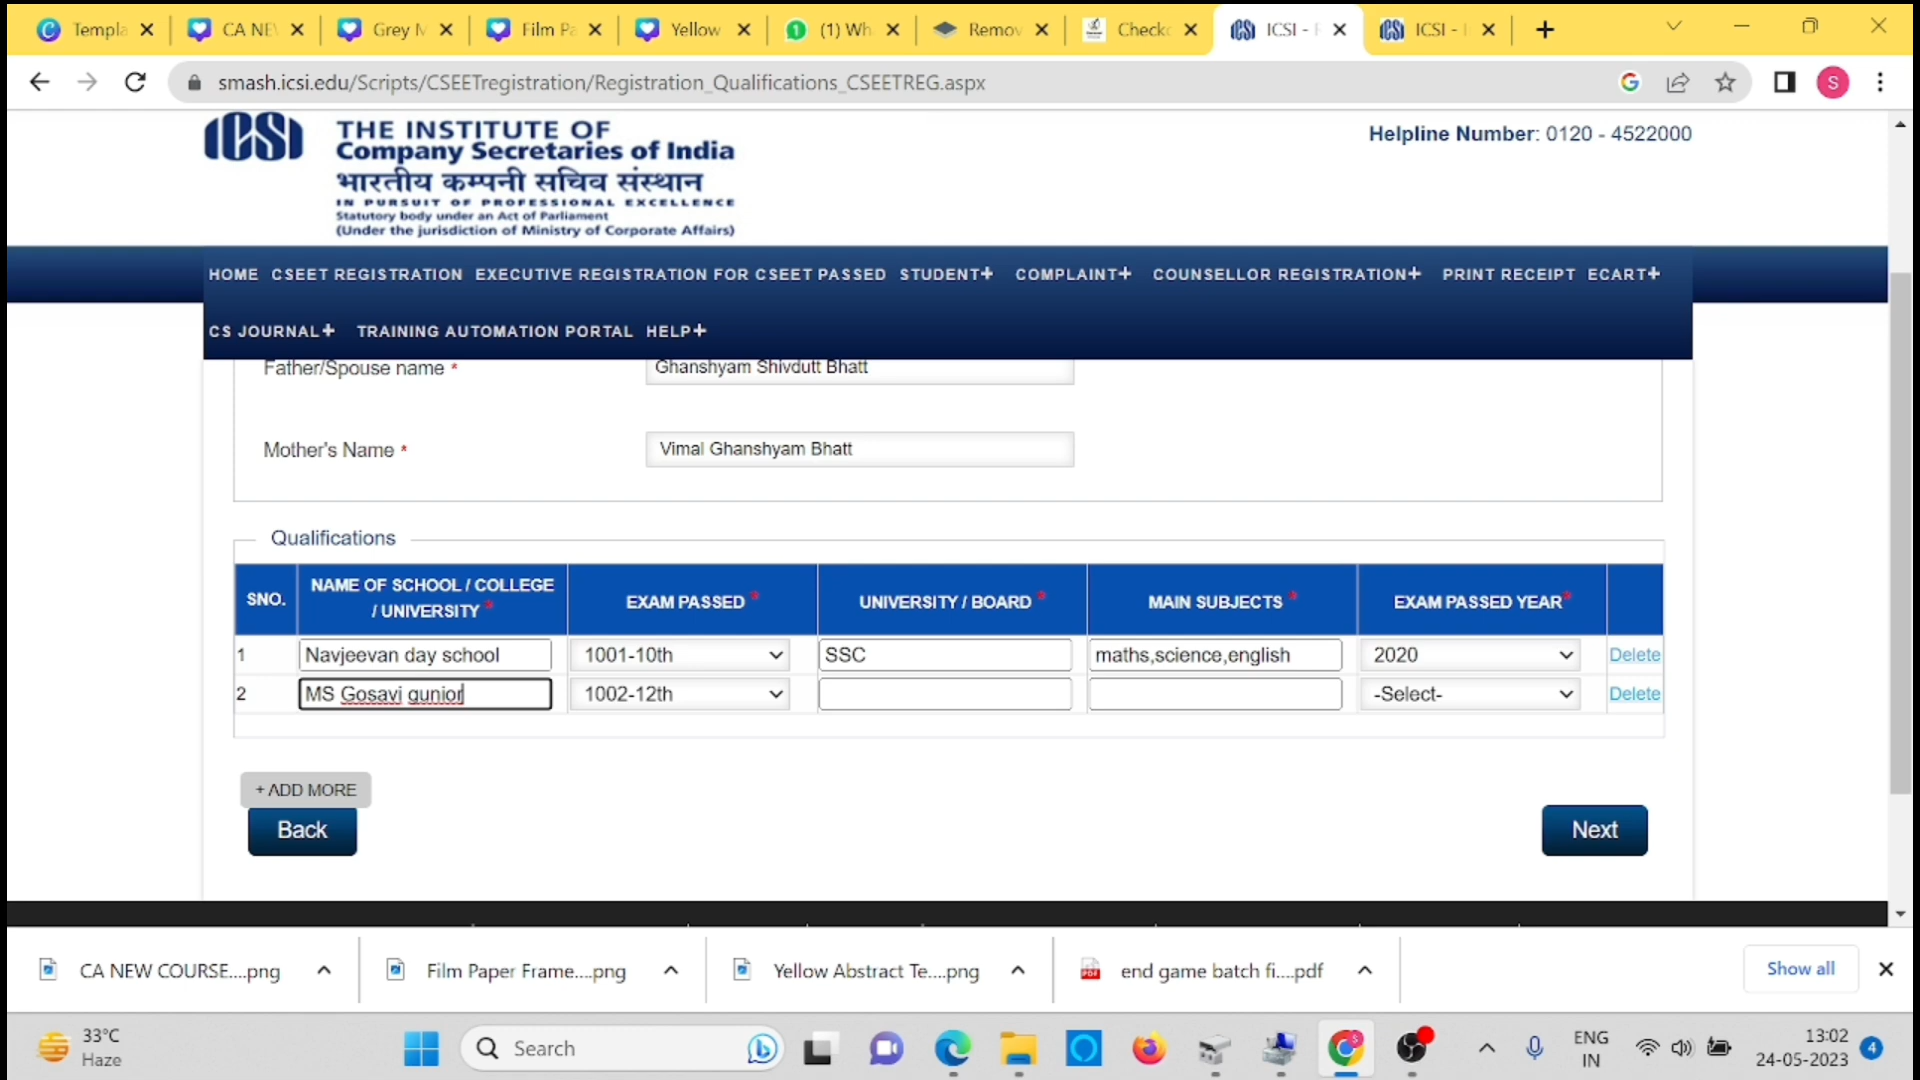 Templa
CA NEV
Grey M
Film Pa
Yellow
(1) Wh
Remov
Checko
ICSI - F
ICSI - I
smash.icsi.edu/Scripts/CSEETregistration/Registration_Qualifications_CSEETREG.aspx
S
ICSI
THE INSTITUTE OF
Company Secretaries of India
भारतीय कम्पनी सचिव संस्थान
IN PURSUIT OF PROFESSIONAL EXCELLENCE
Statutory body under an Act of Parliament
(Under the jurisdiction of Ministry of Corporate Affairs)
Helpline Number: 0120 - 4522000
HOME CSEET REGISTRATION EXECUTIVE REGISTRATION FOR CSEET PASSED STUDENT+ COMPLAINT+ COUNSELLOR REGISTRATION+ PRINT RECEIPT ECART+
CS JOURNAL+ TRAINING AUTOMATION PORTAL HELP+
Father/Spouse name * Ghanshyam Shivdutt Bhatt
Mother's Name * Vimal Ghanshyam Bhatt
Qualifications
SNO. NAME OF SCHOOL / COLLEGE / UNIVERSITY * EXAM PASSED * UNIVERSITY / BOARD * MAIN SUBJECTS * EXAM PASSED YEAR*
1 Navjeevan day school 1001-10th SSC maths,science,english 2020 Delete
2 MS Gosavi gunior 1002-12th -Select- Delete
+ ADD MORE
Back
Next
CA NEW COURSE....png
Film Paper Frame....png
Yellow Abstract Te....png
end game batch fi....pdf
Show all
33°C
Haze
Search
ENG
IN
13:02
24-05-2023
4